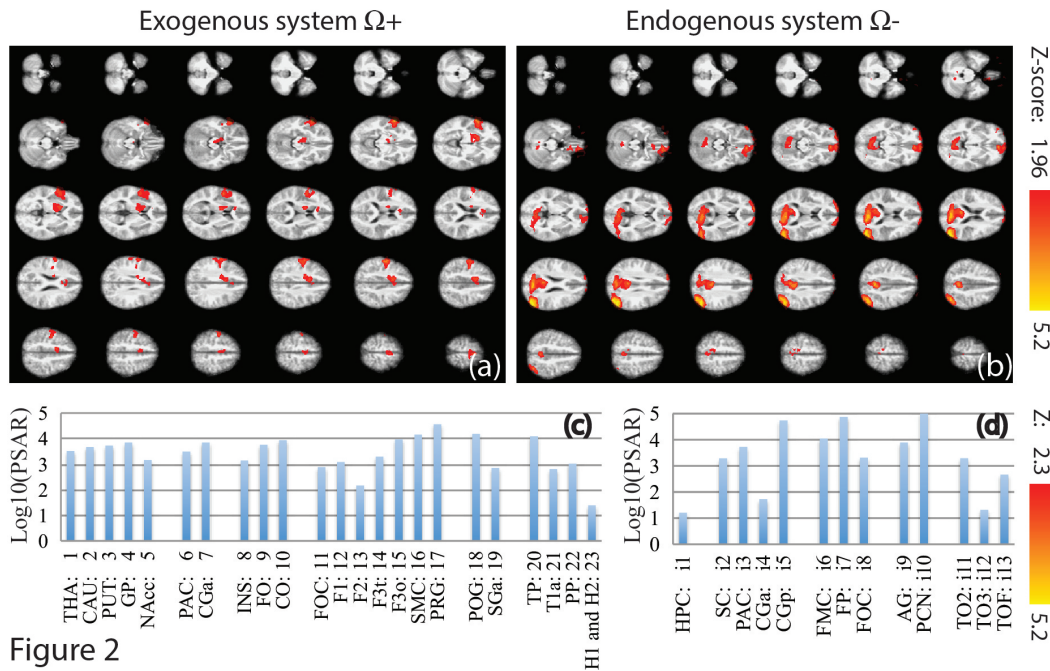 Exogenous system Ω+
Endogenous system Ω-
(a)
(b)
Z-score: 1.96
5.2
Log10(PSAR)
5
4
3
2
1
0
(c)
THA: 1
CAU: 2
PUT: 3
GP: 4
NAcc: 5
PAC: 6
CGa: 7
INS: 8
FO: 9
CO: 10
FOC: 11
F1: 12
F2: 13
F3t: 14
F3o: 15
SMC: 16
PRG: 17
POG: 18
SGa: 19
TP: 20
T1a: 21
PP: 22
H1 and H2: 23
Log10(PSAR)
5
4
3
2
1
0
(d)
HPC: i1
SC: i2
PAC: i3
CGa: i4
CGp: i5
FMC: i6
FP: i7
FOC: i8
AG: i9
PCN: i10
TO2: i11
TO3: i12
TOF: i13
Z: 2.3
5.2
Figure 2